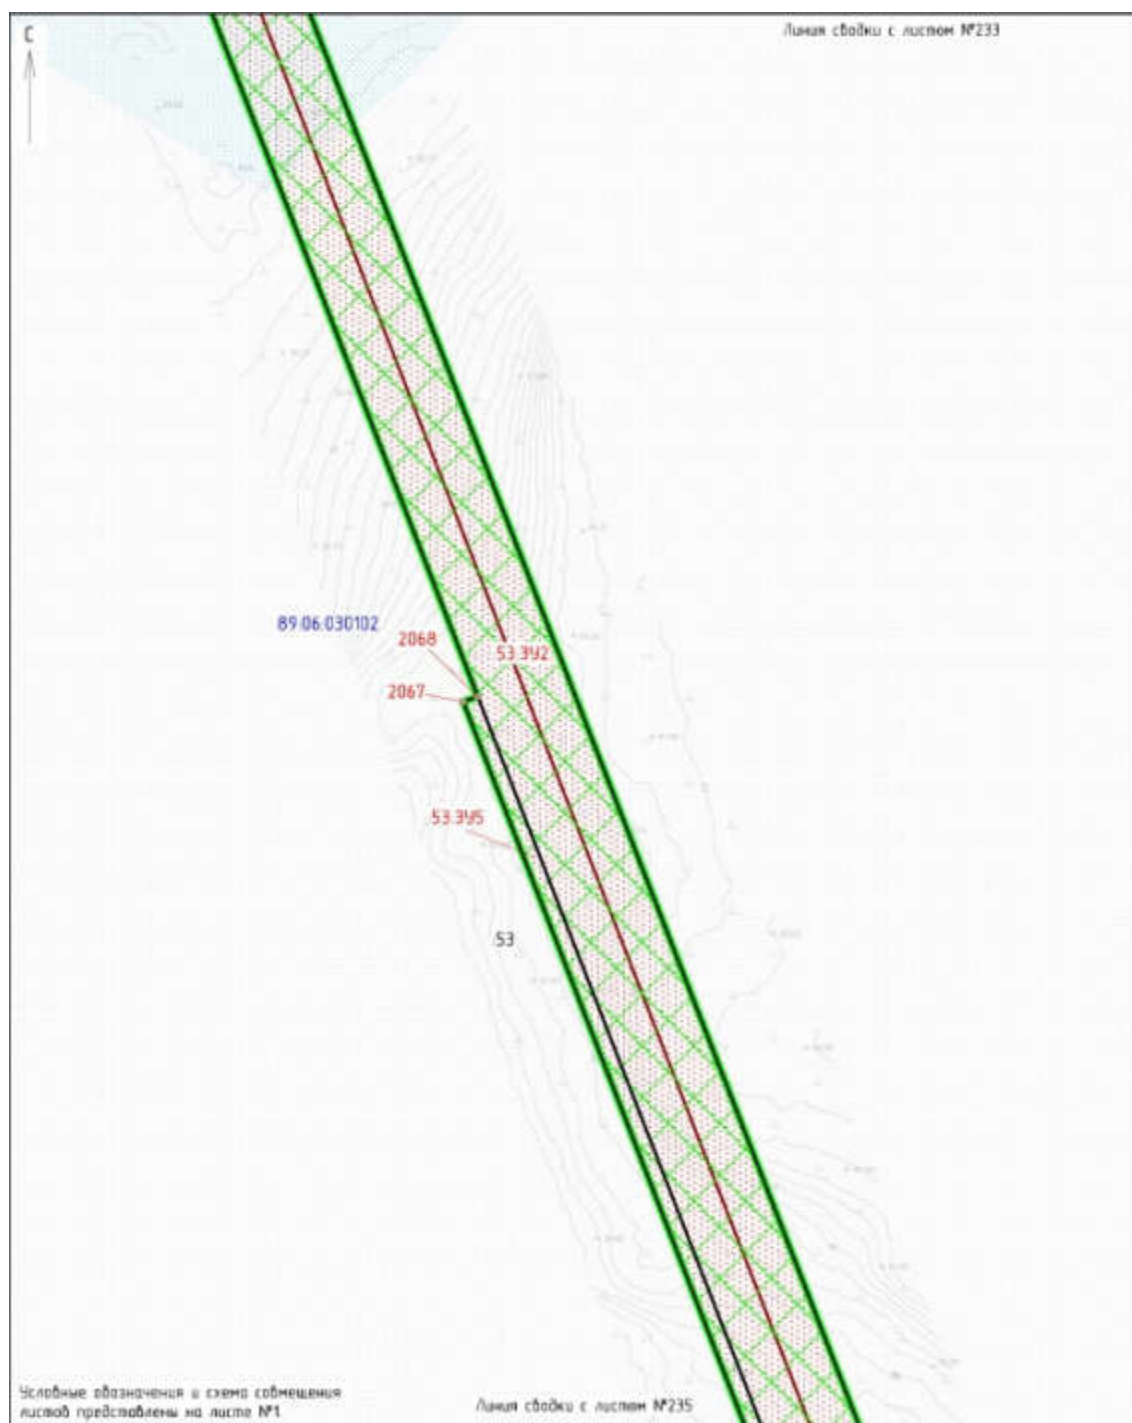 С
Линия сводки с листом №233
89:06:030102
2068
:53:ЗУ2
2067
:53:ЗУ5
:53
Условные обозначения и схема совмещения
листов представлены на листе №1
Линия сводки с листом №235